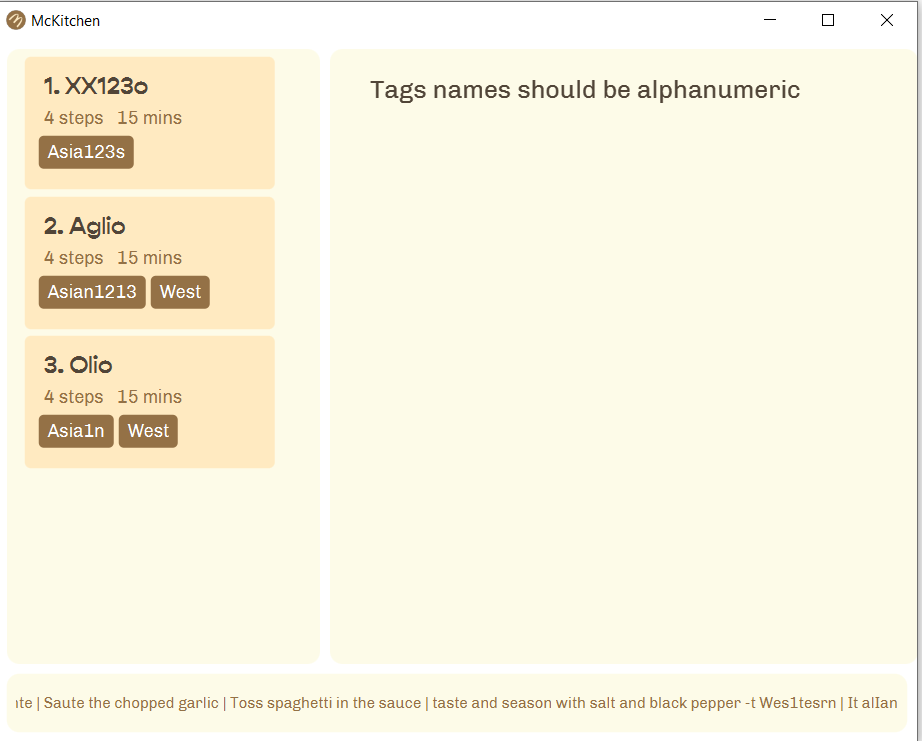 McKitchen
1. XX123o
4 steps 15 mins
Asia123s
2. Aglio
4 steps 15 mins
Asian1213 West
3. Olio
4 steps 15 mins
Asia1n West
Tags names should be alphanumeric
| Saute the chopped garlic | Toss spaghetti in the sauce | taste and season with salt and black pepper -t Wes1tesrn | It alIan